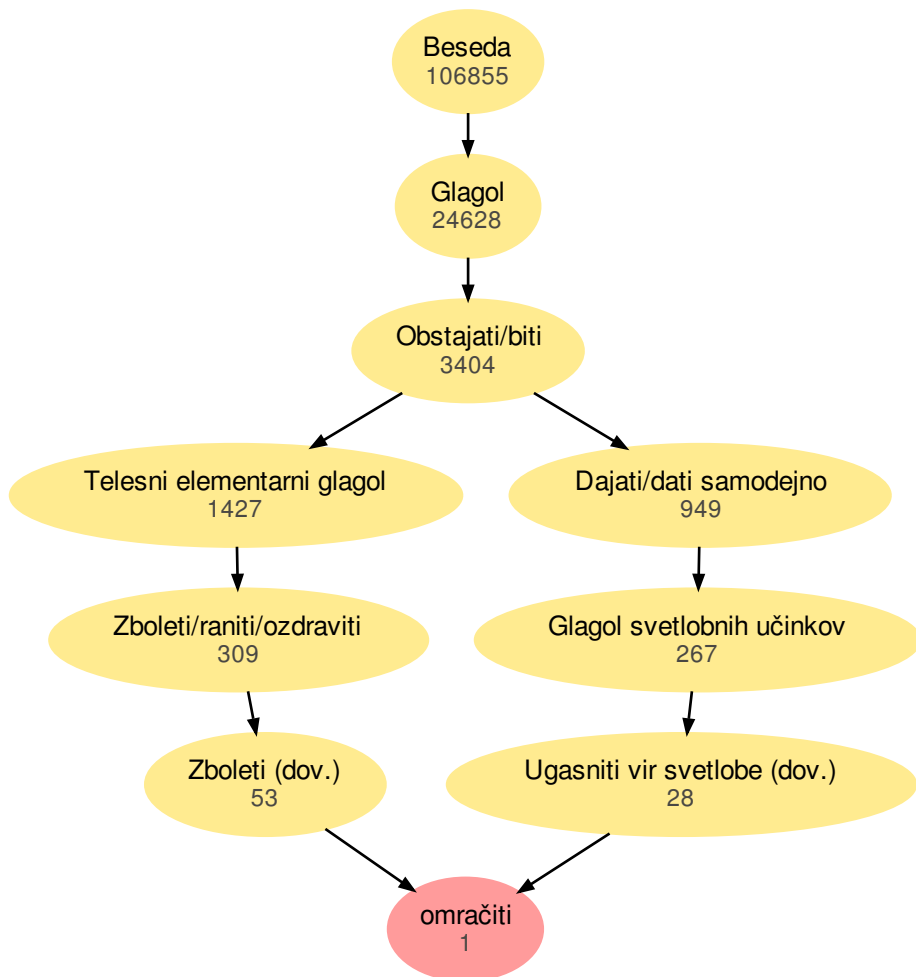 Beseda
106855
Glagol
24628
Obstajati/biti
3404
Telesni elementarni glagol
1427
Dajati/dati samodejno
949
Zboleti/raniti/ozdraviti
309
Glagol svetlobnih učinkov
267
Zboleti (dov.)
53
Ugasniti vir svetlobe (dov.)
28
omračiti
1